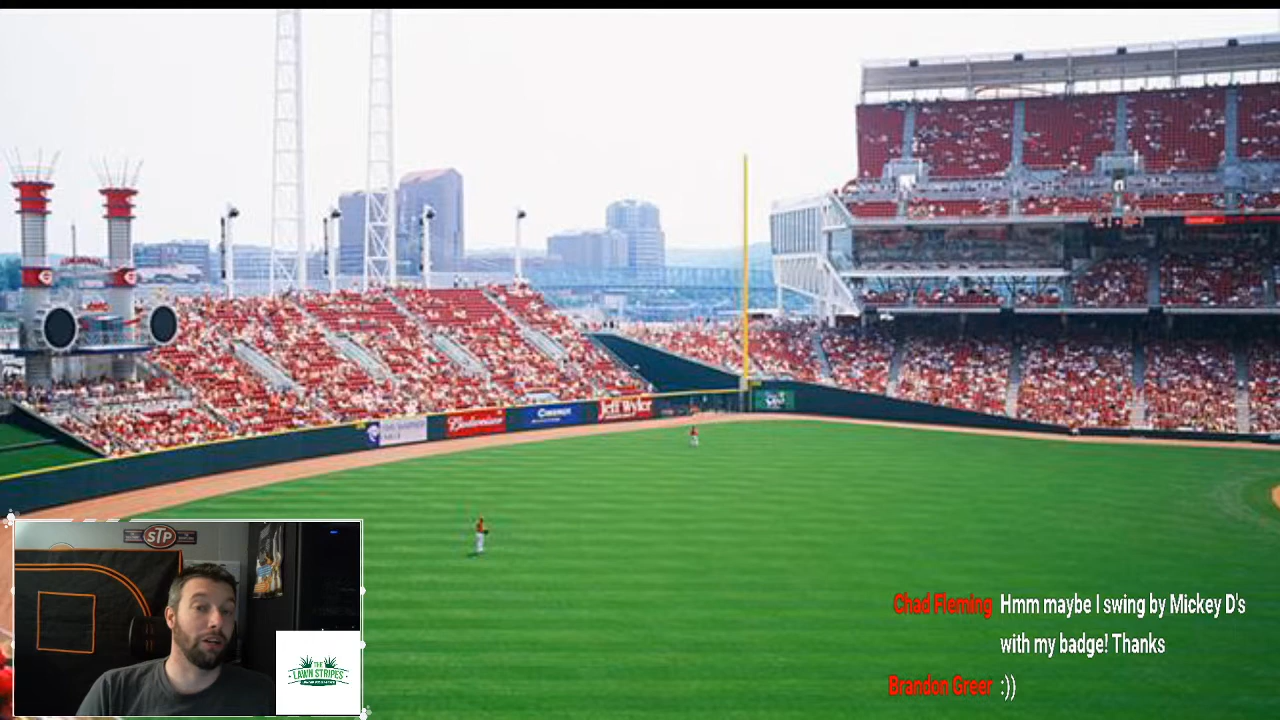 Budweiser
CINERGY
Jeff Wyler
STP
THE
LAWN STRIPES
Chad Fleming Hmm maybe I swing by Mickey D's
with my badge! Thanks
Brandon Greer :))